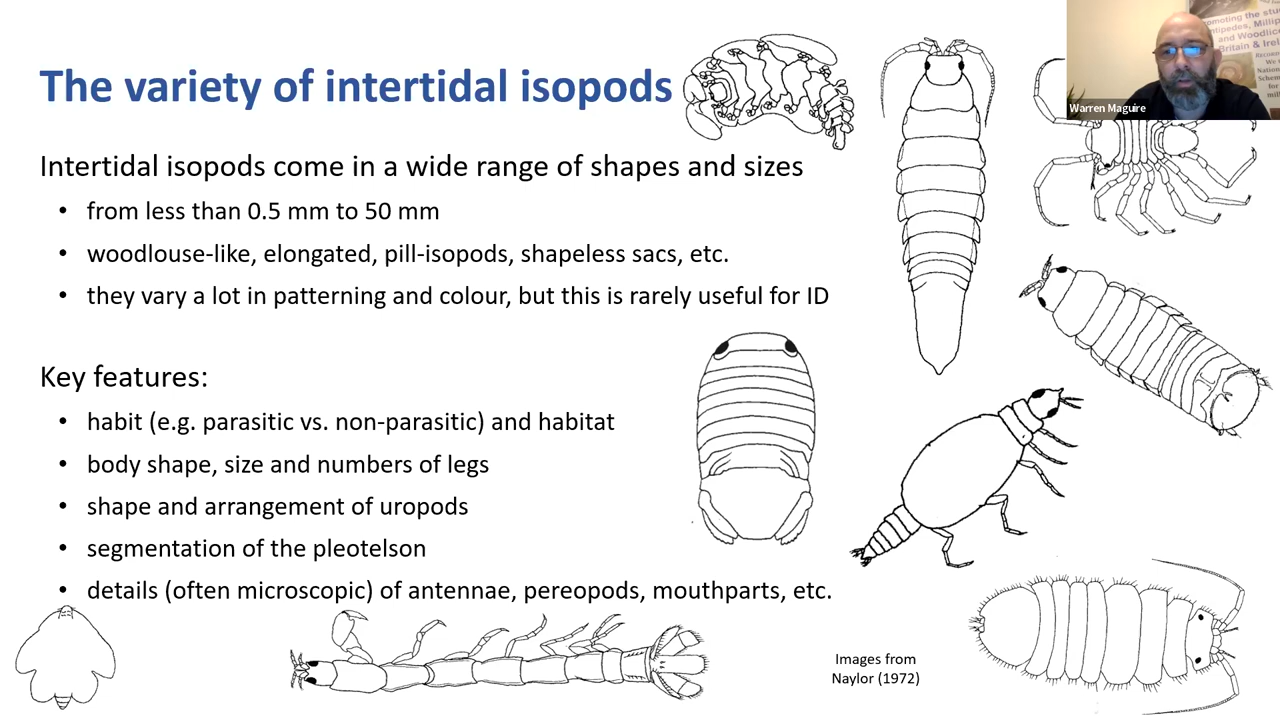 The variety of intertidal isopods
Intertidal isopods come in a wide range of shapes and sizes
• from less than 0.5 mm to 50 mm
• woodlouse-like, elongated, pill-isopods, shapeless sacs, etc.
• they vary a lot in patterning and colour, but this is rarely useful for ID
Key features:
• habit (e.g. parasitic vs. non-parasitic) and habitat
• body shape, size and numbers of legs
• shape and arrangement of uropods
• segmentation of the pleotelson
• details (often microscopic) of antennae, pereopods, mouthparts, etc.
Images from
Naylor (1972)
Warren Maguire
and Woodlic
Britain & Irel